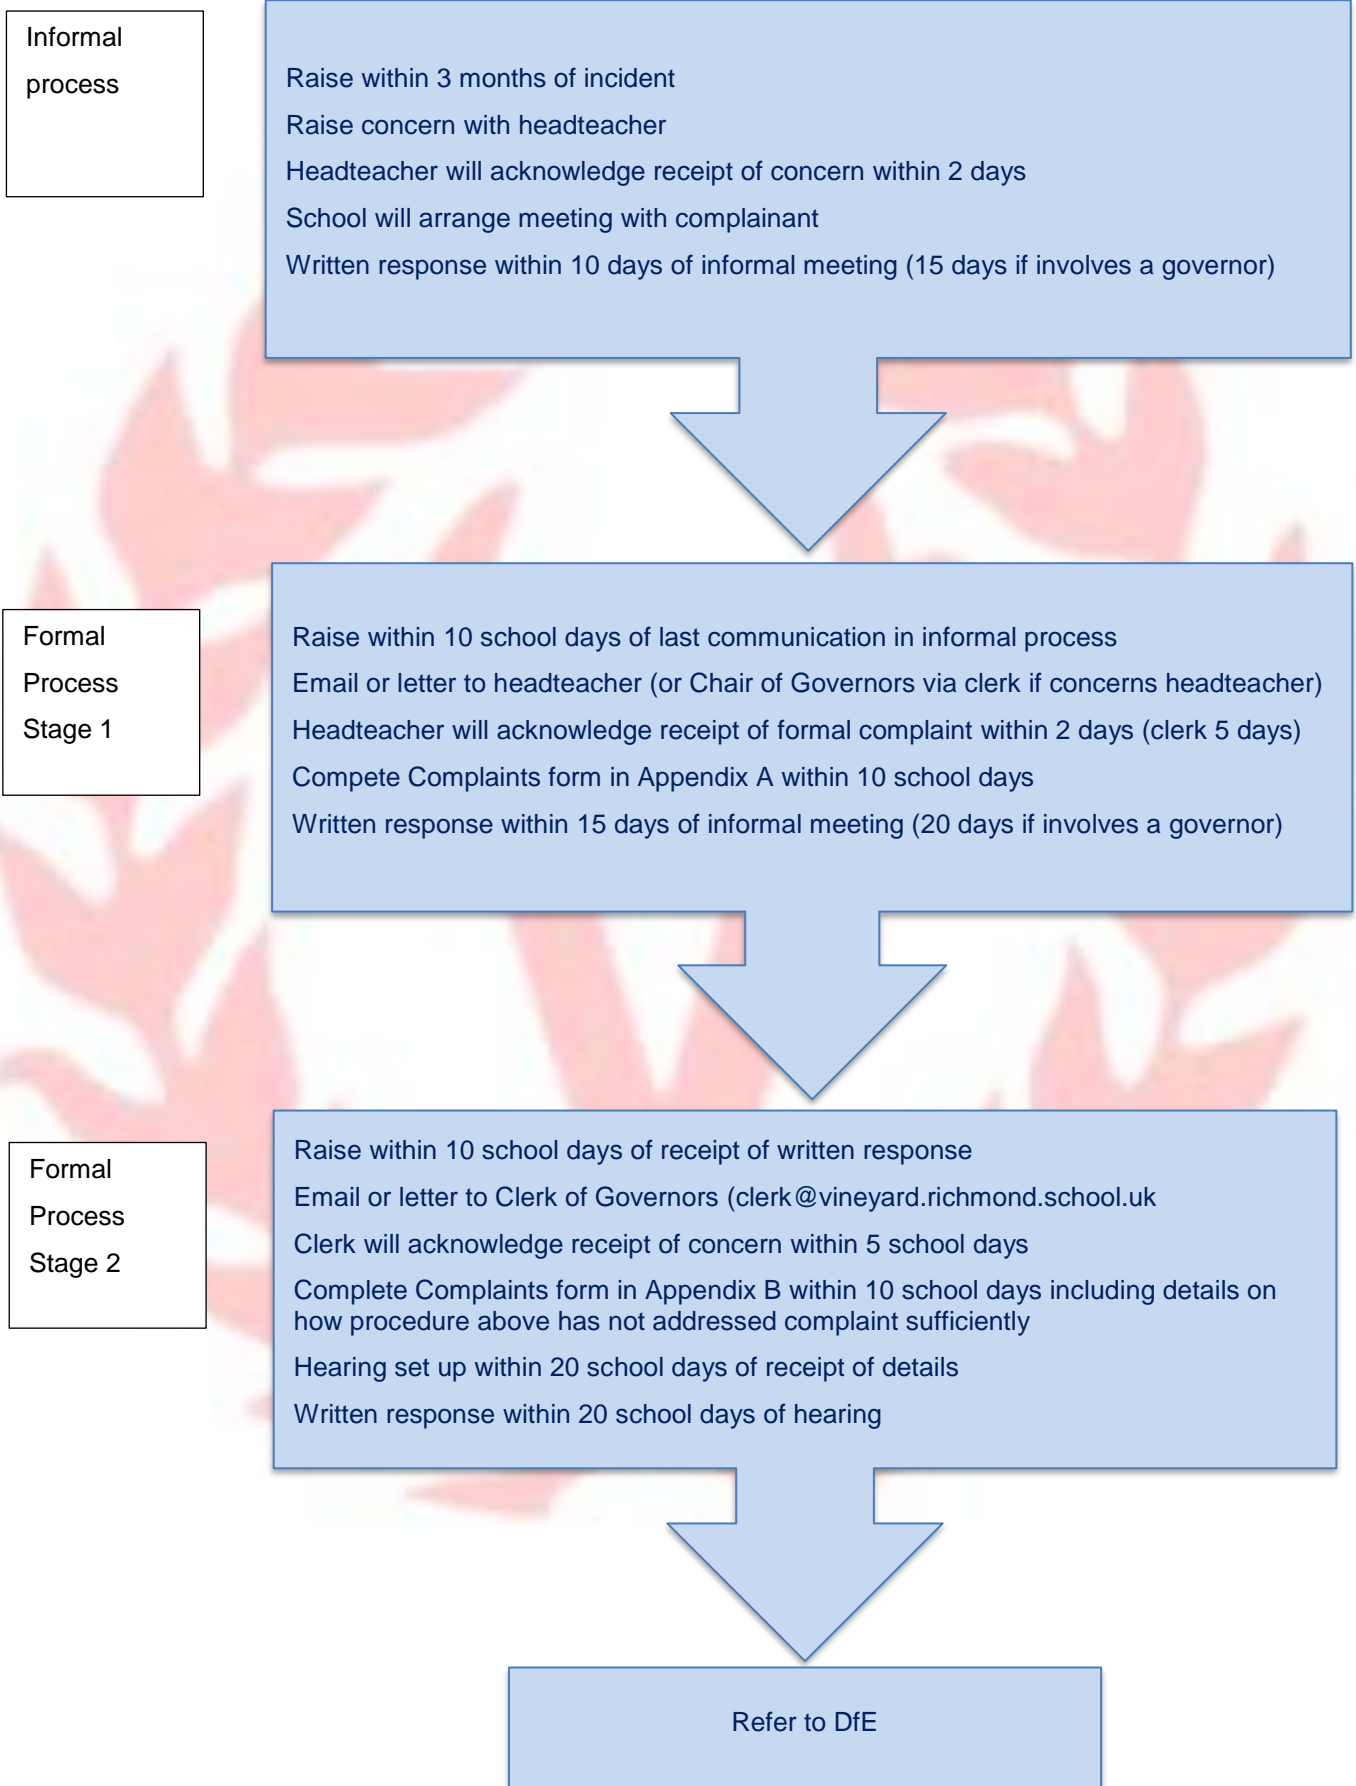 Informal
process
Raise within 3 months of incident
Raise concern with headteacher
Headteacher will acknowledge receipt of concern within 2 days
School will arrange meeting with complainant
Written response within 10 days of informal meeting (15 days if involves a governor)
Formal
Process
Stage 1
Raise within 10 school days of last communication in informal process
Email or letter to headteacher (or Chair of Governors via clerk if concerns headteacher)
Headteacher will acknowledge receipt of formal complaint within 2 days (clerk 5 days)
Compete Complaints form in Appendix A within 10 school days
Written response within 15 days of informal meeting (20 days if involves a governor)
Formal
Process
Stage 2
Raise within 10 school days of receipt of written response
Email or letter to Clerk of Governors (clerk@vineyard.richmond.school.uk
Clerk will acknowledge receipt of concern within 5 school days
Complete Complaints form in Appendix B within 10 school days including details on
how procedure above has not addressed complaint sufficiently
Hearing set up within 20 school days of receipt of details
Written response within 20 school days of hearing
Refer to DfE